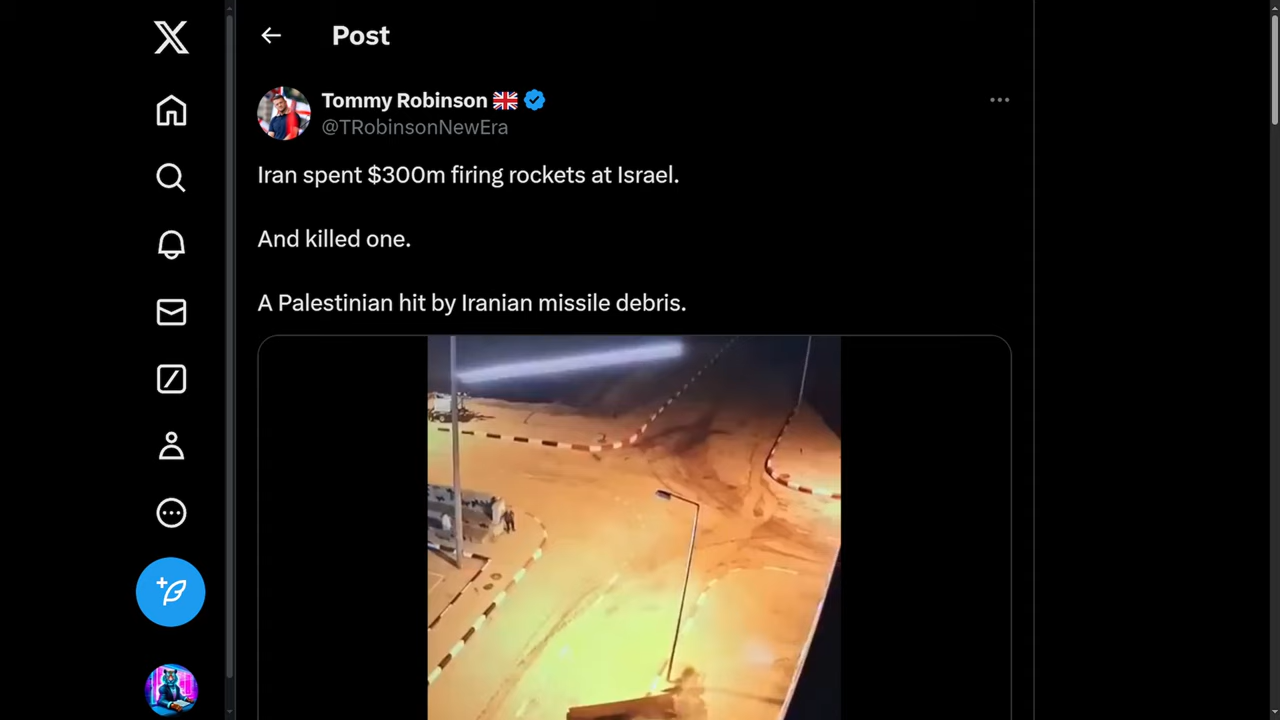 Post
Tommy Robinson 🇬🇧
@TRobinsonNewEra
Iran spent $300m firing rockets at Israel.
And killed one.
A Palestinian hit by Iranian missile debris.